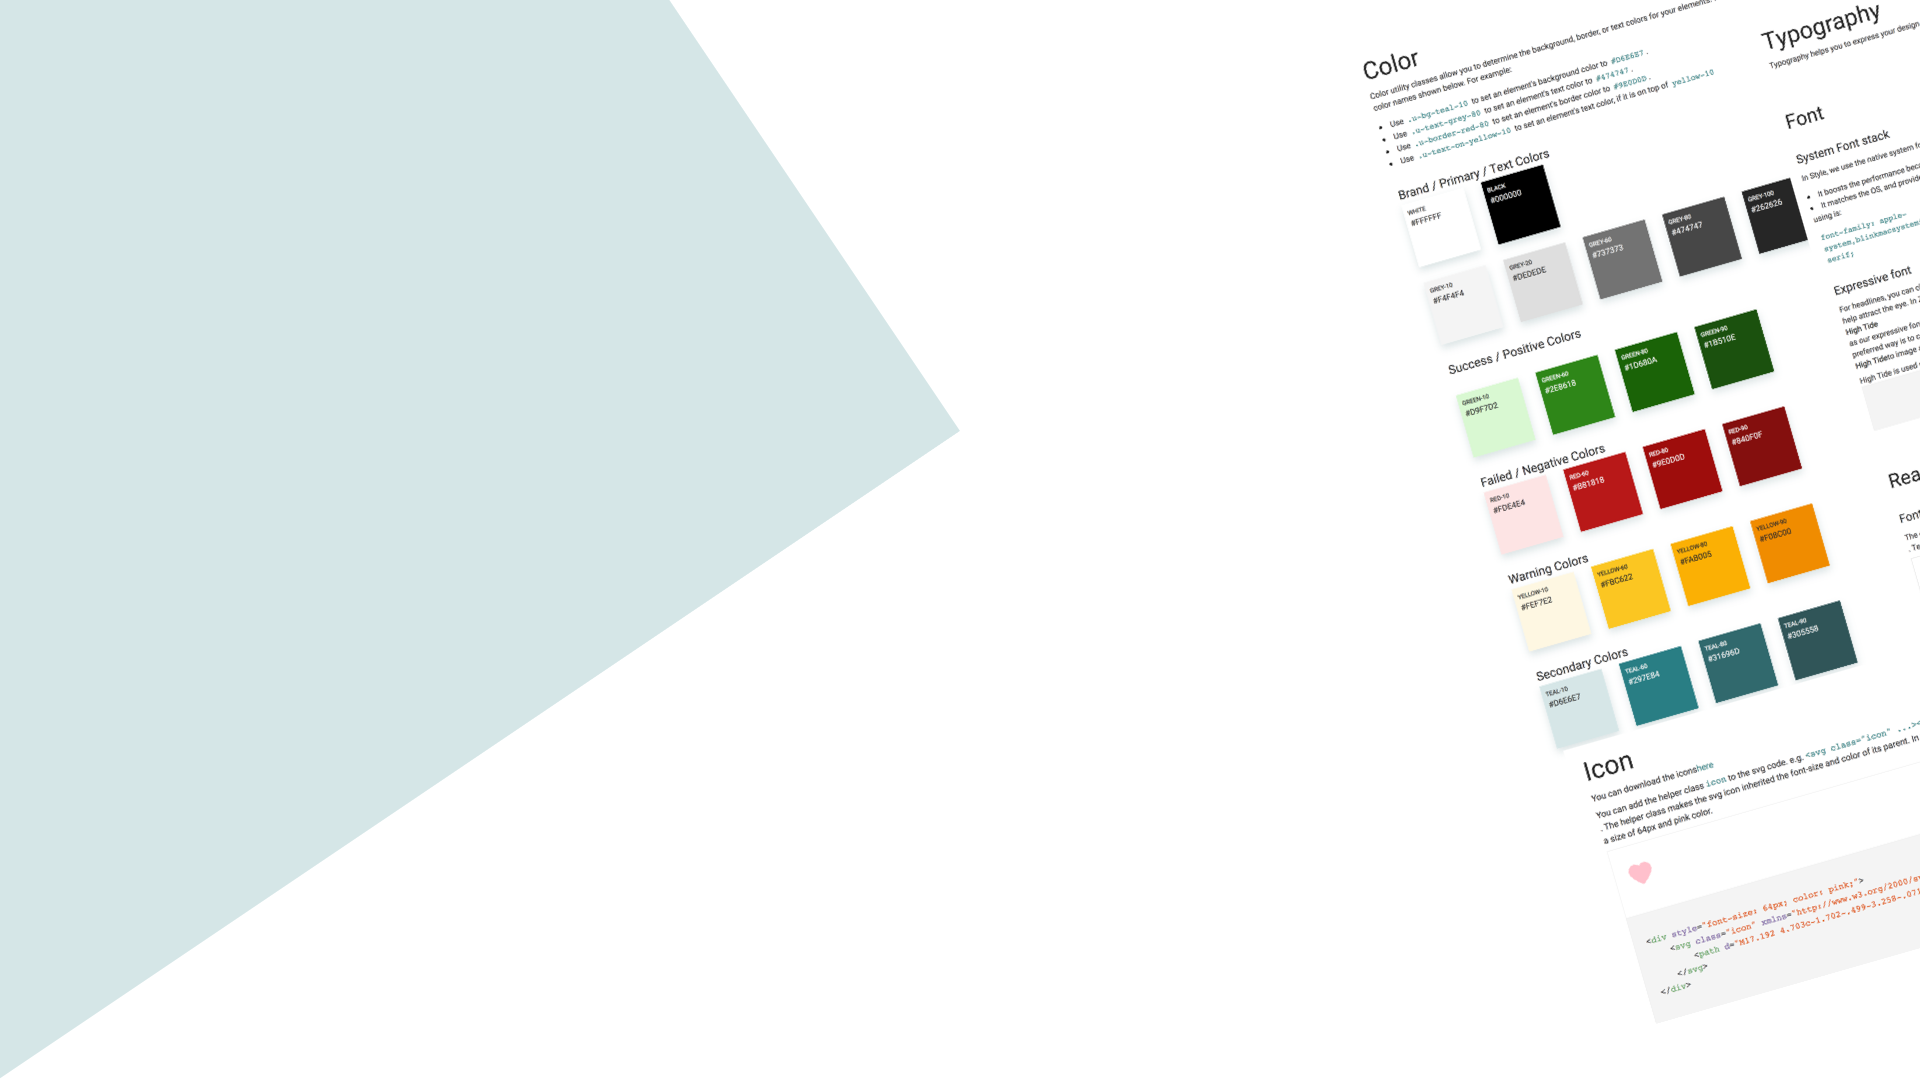 Color
Color utility classes allow you to determine the background, border, or text colors for your elements.
color names shown below. For example:
Use .u-bg-teal-10 to set an element's background color to #D6E6E7.
Use .u-text-grey-80 to set an element's text color to #474747.
Use .u-border-red-80 to set an element's border color to #9E0D0D.
Use .u-text-on-yellow-10 to set an element's text color, if it is on top of yellow-10
Brand / Primary / Text Colors
WHITE
#FFFFFF
BLACK
#000000
GREY-10
#F4F4F4
GREY-20
#DEDEDE
GREY-60
#737373
GREY-80
#474747
GREY-100
#262626
Success / Positive Colors
GREEN-10
#D9F7D2
GREEN-60
#2E8618
GREEN-80
#1D680A
GREEN-90
#1B510E
Failed / Negative Colors
RED-10
#FDE4E4
RED-60
#BB1818
RED-80
#9E0D0D
RED-90
#840F0F
Warning Colors
YELLOW-10
#FEF7E2
YELLOW-60
#FBC622
YELLOW-80
#FAB005
YELLOW-90
#F08C00
Secondary Colors
TEAL-10
#D6E6E7
TEAL-60
#297E84
TEAL-80
#31696D
TEAL-90
#305558
Icon
You can download the iconshere
You can add the helper class icon to the svg code. e.g. <svg class="icon" ...>
. The helper class makes the svg icon inherited the font-size and color of its parent. In
a size of 64px and pink color.
<div style="font-size: 64px; color: pink;">
<svg class="icon" xmlns="http://www.w3.org/2000/
<path d="M17.192 4.703c-1.702-.499-3.258-.071
</svg>
</div>
Typography
Typography helps you to express your design
Font
System Font stack
In Style, we use the native system
It boosts the performance
It matches the OS, and
using is:
font-family: apple-
system,blinkmacsystem
serif;
Expressive font
For headlines, you can
help attract the eye. In
High Tide
as our expressive
preferred way is to
High Tideto image
High Tide is used
The